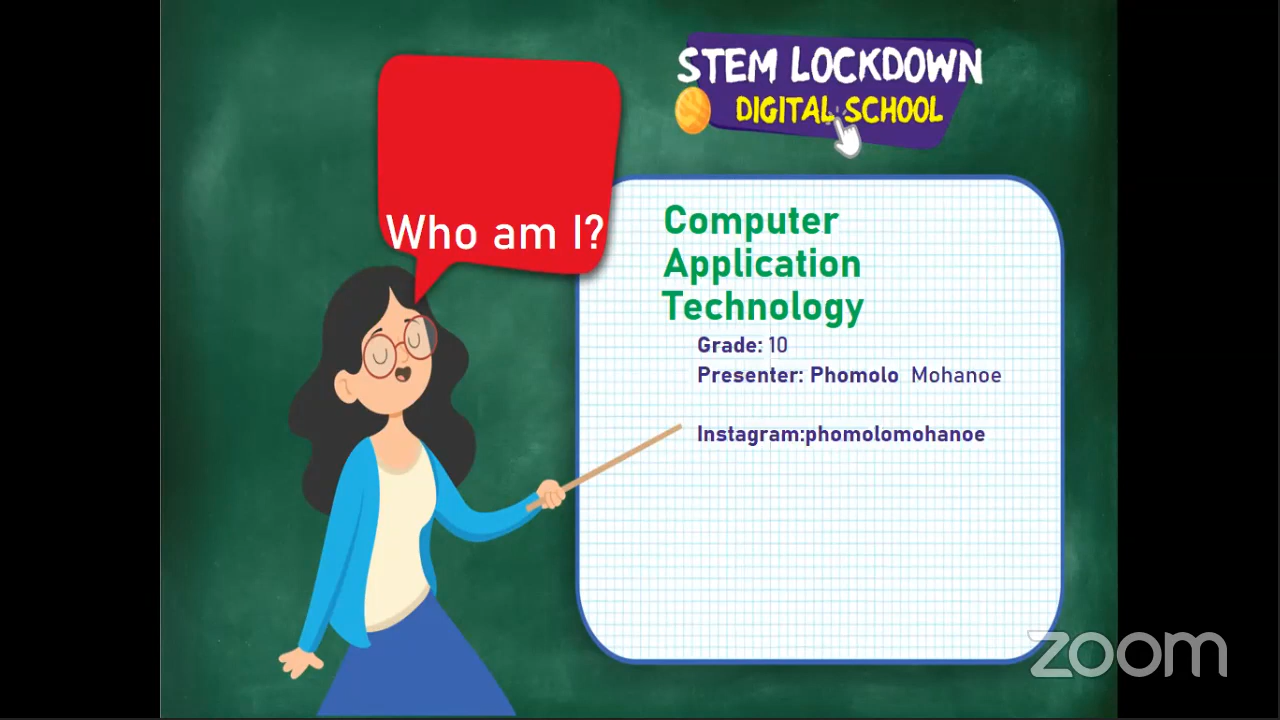 STEM LOCKDOWN
DIGITAL SCHOOL
Who am I?
Computer
Application
Technology
Grade: 10
Presenter: Phomolo Mohanoe
Instagram:phomolomohanoe
zoom